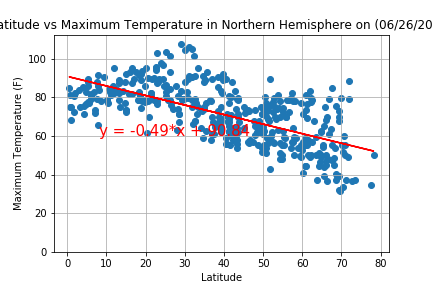 atitude vs Maximum Temperature in Northern Hemisphere on (06/26/20
Maximum Temperature (F)
100
80
60
40
20
0
y = -0.49*x + 90.84
0 10 20 30 40 50 60 70 80
Latitude